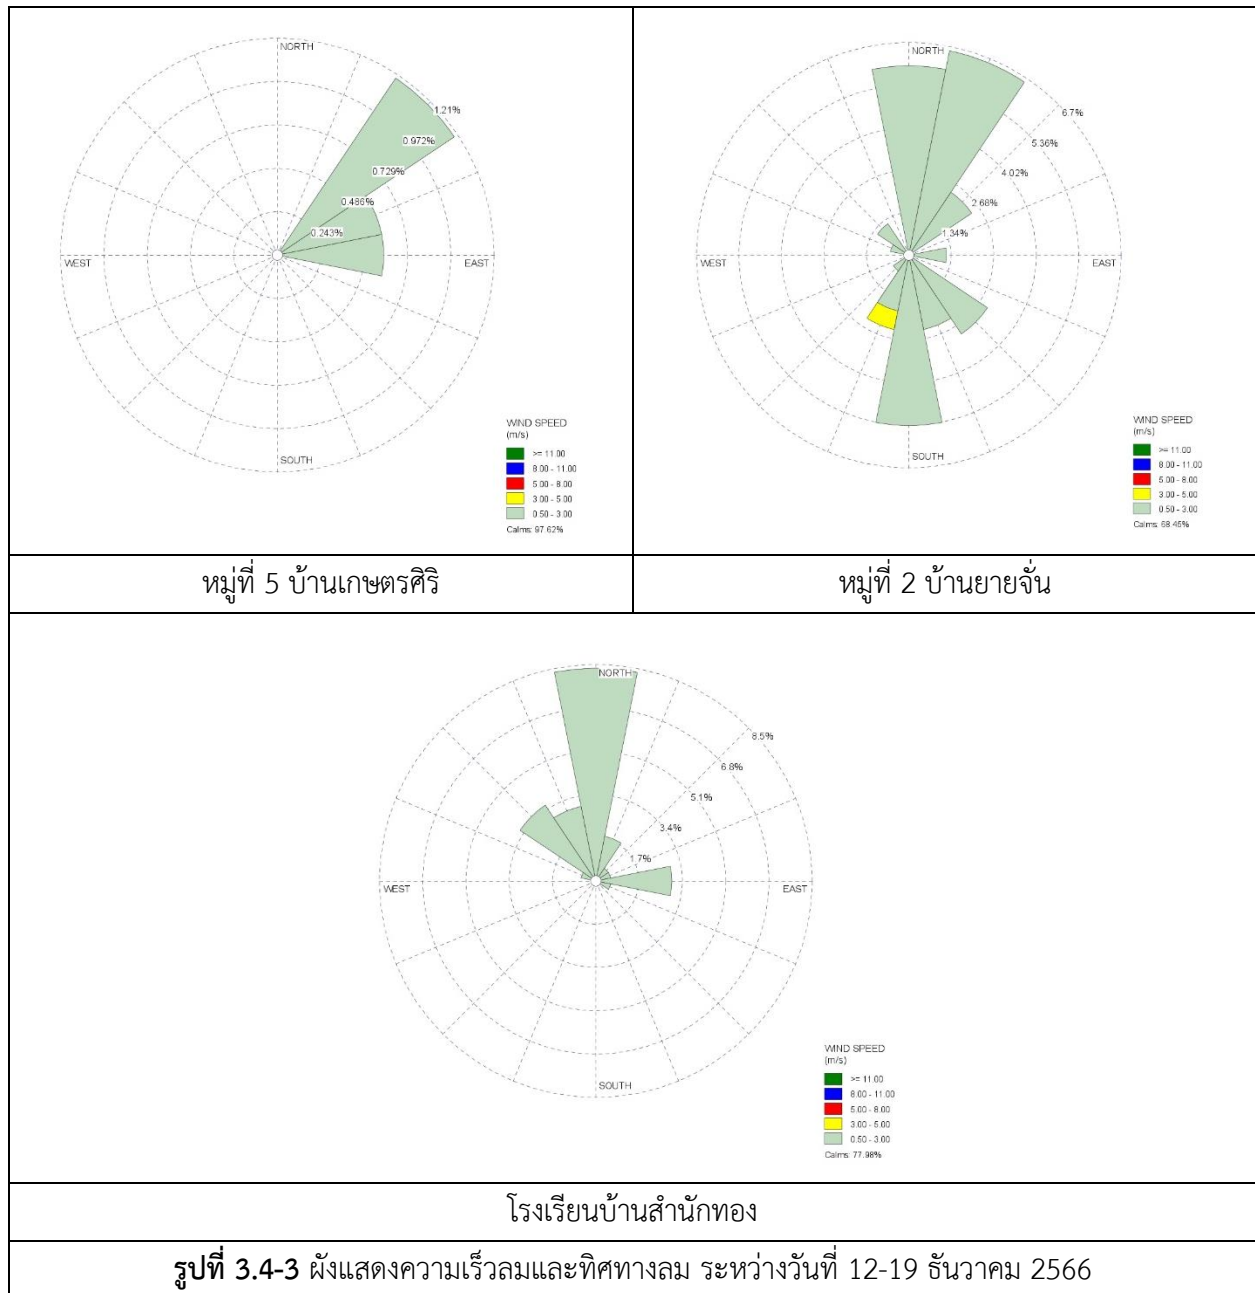 NORTH
1.21%
0.972%
0.729%
0.486%
0.243%
WEST
EAST
SOUTH
WIND SPEED
(m/s)
>= 11.00
8.00 - 11.00
5.00 - 8.00
3.00 - 5.00
0.50 - 3.00
Calms: 97.62%
หมู่ที่ 5 บ้านเกษตรศิริ
NORTH
6.7%
5.36%
4.02%
2.68%
1.34%
WEST
EAST
SOUTH
WIND SPEED
(m/s)
>= 11.00
8.00 - 11.00
5.00 - 8.00
3.00 - 5.00
0.50 - 3.00
Calms: 68.45%
หมู่ที่ 2 บ้านยายจั่น
NORTH
8.5%
6.8%
5.1%
3.4%
1.7%
WEST
EAST
SOUTH
WIND SPEED
(m/s)
>= 11.00
8.00 - 11.00
5.00 - 8.00
3.00 - 5.00
0.50 - 3.00
Calms: 77.98%
โรงเรียนบ้านสำนักทอง
รูปที่ 3.4-3 ผังแสดงความเร็วลมและทิศทางลม ระหว่างวันที่ 12-19 ธันวาคม 2566